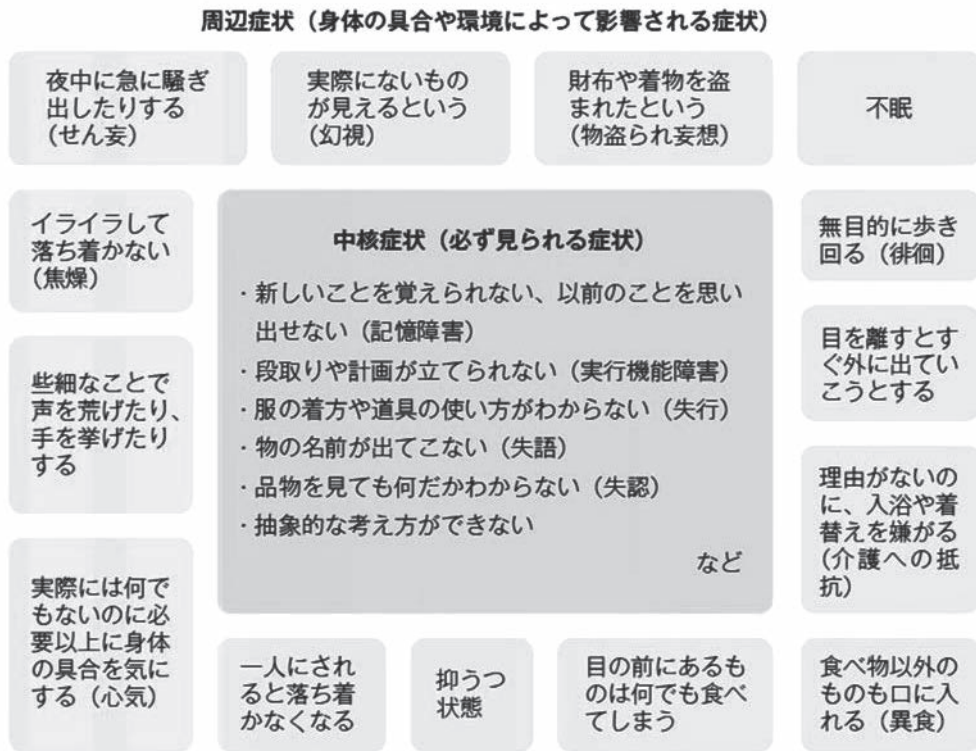 周辺症状（身体の具合や環境によって影響される症状）
夜中に急に騒ぎ
出したりする
（せん妄）
実際にないもの
が見えるという
（幻視）
財布や着物を盗
まれたという
（物盗られ妄想）
不眠
イライラして
落ち着かない
（焦燥）
中核症状（必ず見られる症状）
・新しいことを覚えられない、以前のことを思い
出せない（記憶障害）
・段取りや計画が立てられない（実行機能障害）
・服の着方や道具の使い方がわからない（失行）
・物の名前が出てこない（失語）
・品物を見ても何だかわからない（失認）
・抽象的な考え方ができない
など
無目的に歩き
回る（徘徊）
些細なことで
声を荒げたり、
手を挙げたり
する
目を離すとす
ぐ外に出てい
こうとする
理由がないの
に、入浴や着
替えを嫌がる
（介護への抵
抗）
実際には何で
もないのに必
要以上に身体
の具合を気に
する（心気）
一人にされ
ると落ち着
かなくなる
抑うつ
状態
目の前にあるも
のは何でも食べ
てしまう
食べ物以外の
ものも口に入
れる（異食）